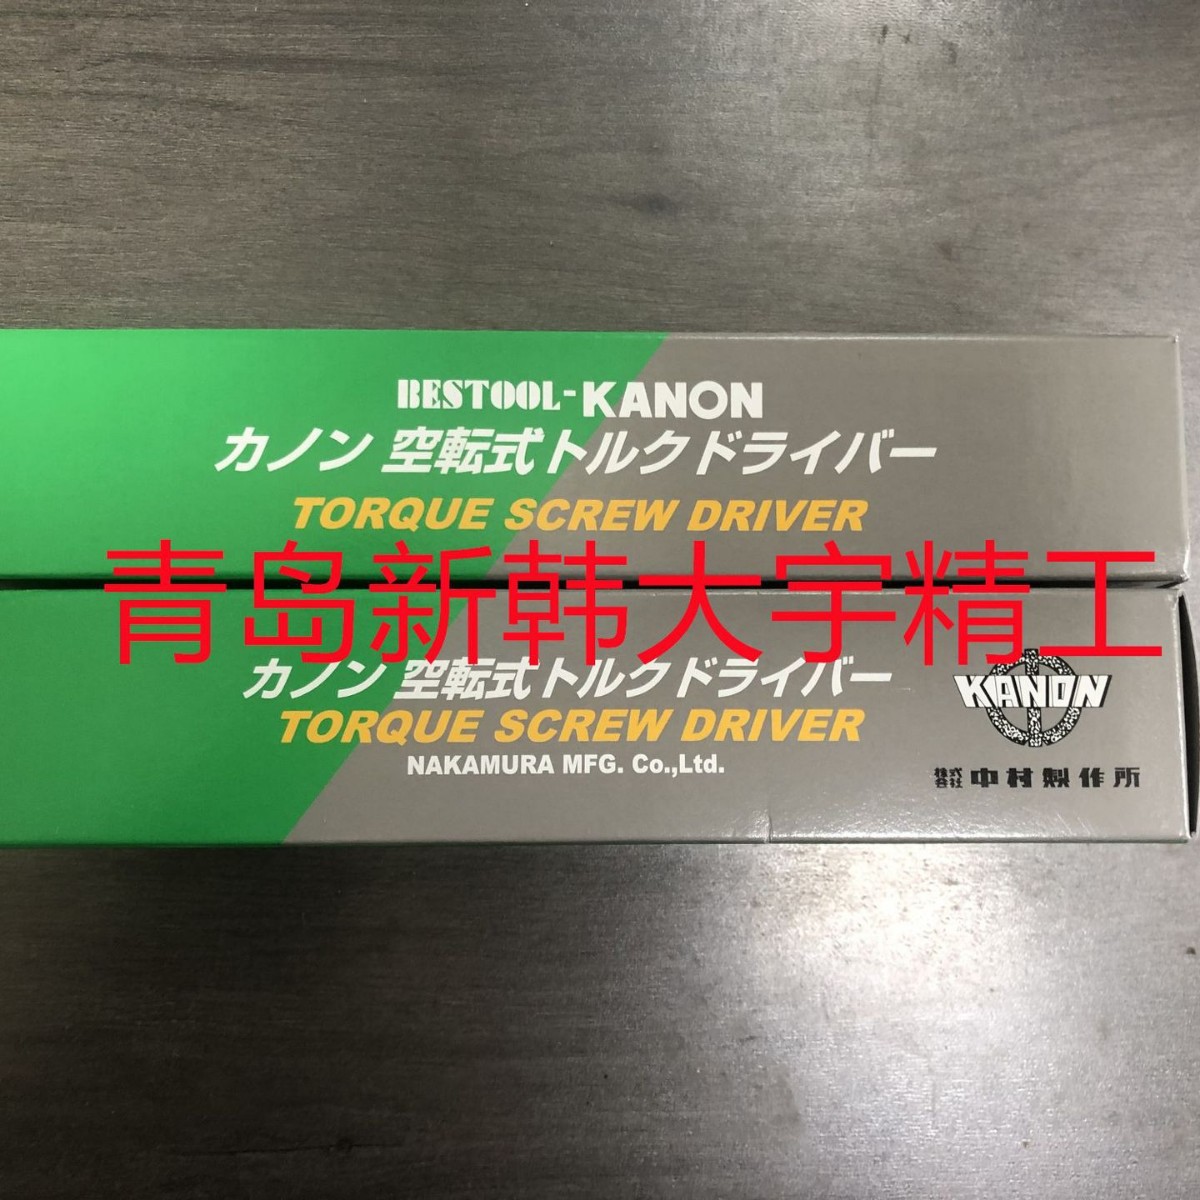 BESTOOL-KANON
カノン 空転式トルクドライバー
TORQUE SCREW DRIVER
青岛新韩大宇精工
カノン 空転式トルクドライバー
TORQUE SCREW DRIVER
NAKAMURA MFG. Co.,Ltd.
KANON
株式会社 中村製作所